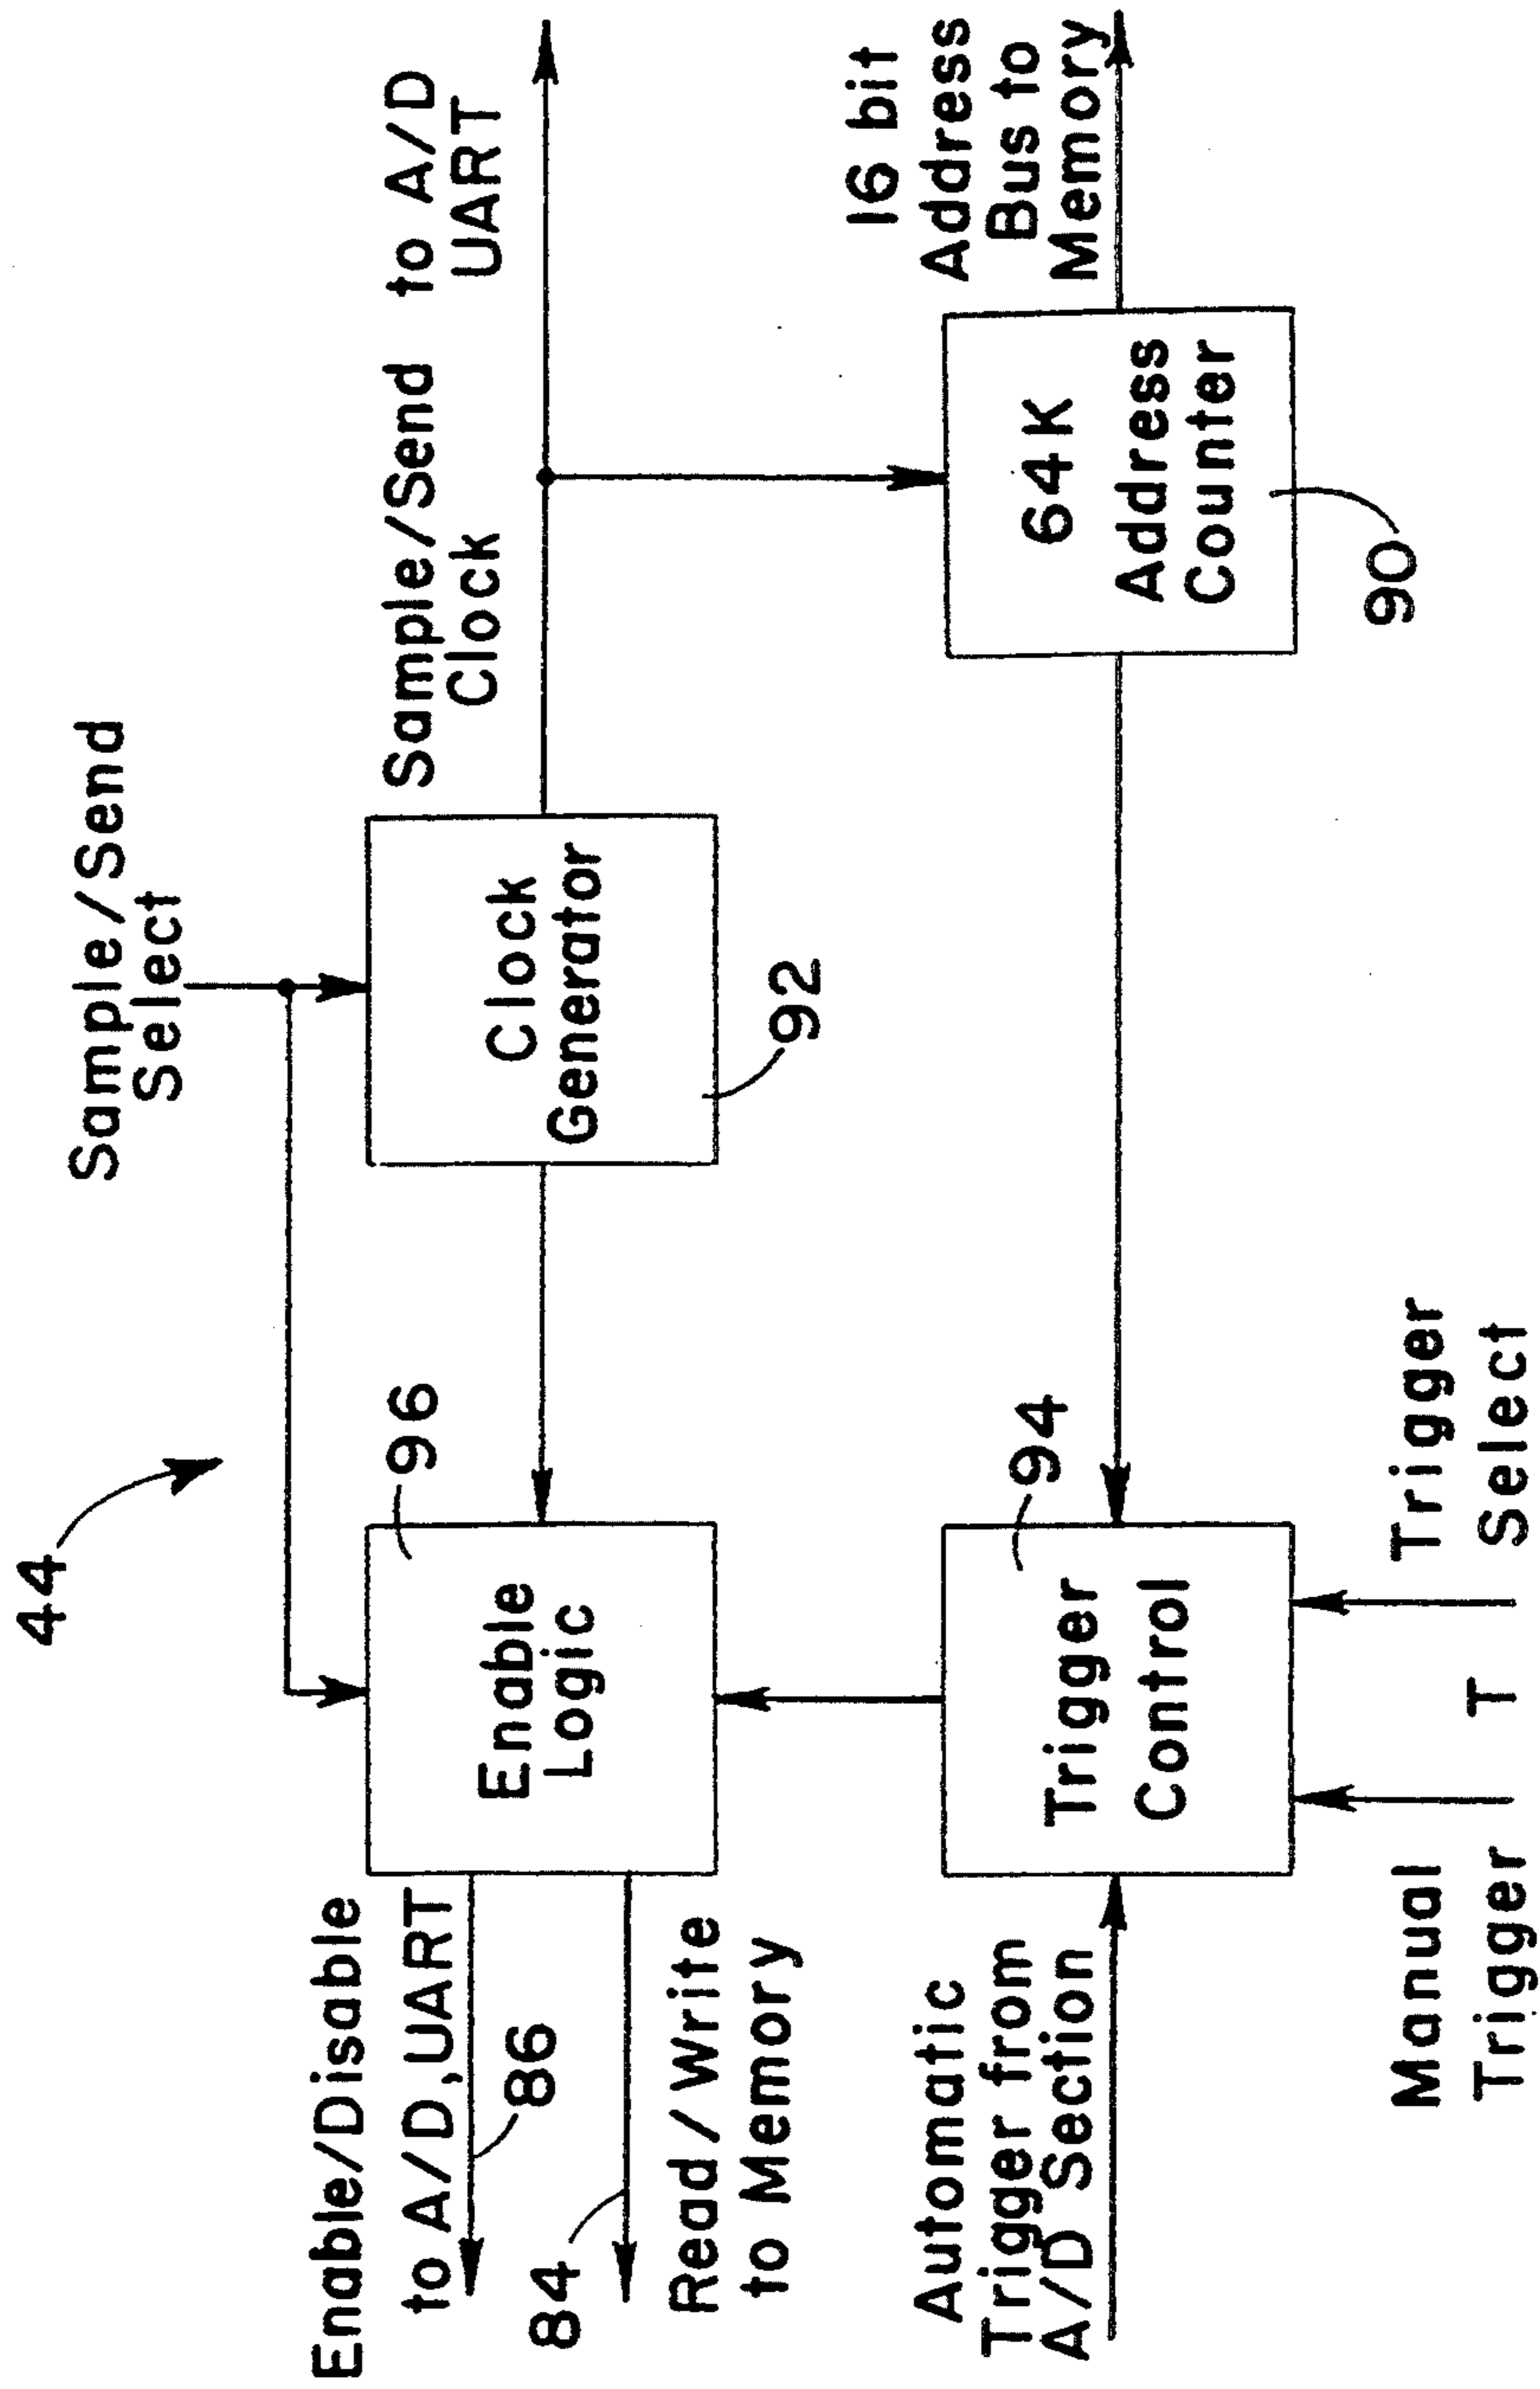 44
Sample/Send
Select
Enable/Disable
to A/D,UART
86
84
Read/Write
to Memory
96
Enable
Logic
Clock
Generator
92
Sample/Send to A/D
Clock UART
Automatic
Trigger from
A/D Section
94
Trigger
Control
64K
Address
Counter
90
16 bit
Address
Bus to
Memory
Manual
Trigger
T
Trigger
Select